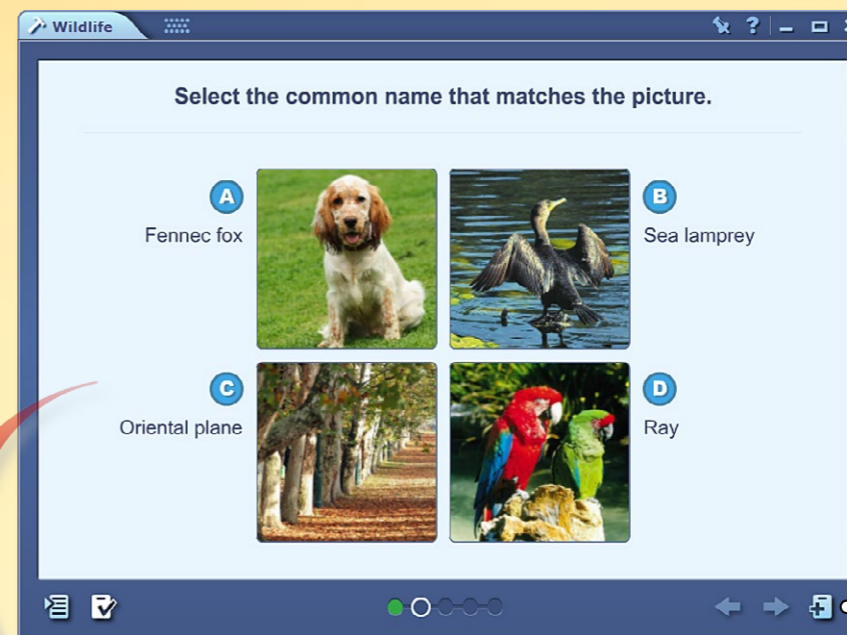 Wildlife
?
Select the common name that matches the picture.
A
Fennec fox
B
Sea lamprey
C
Oriental plane
D
Ray